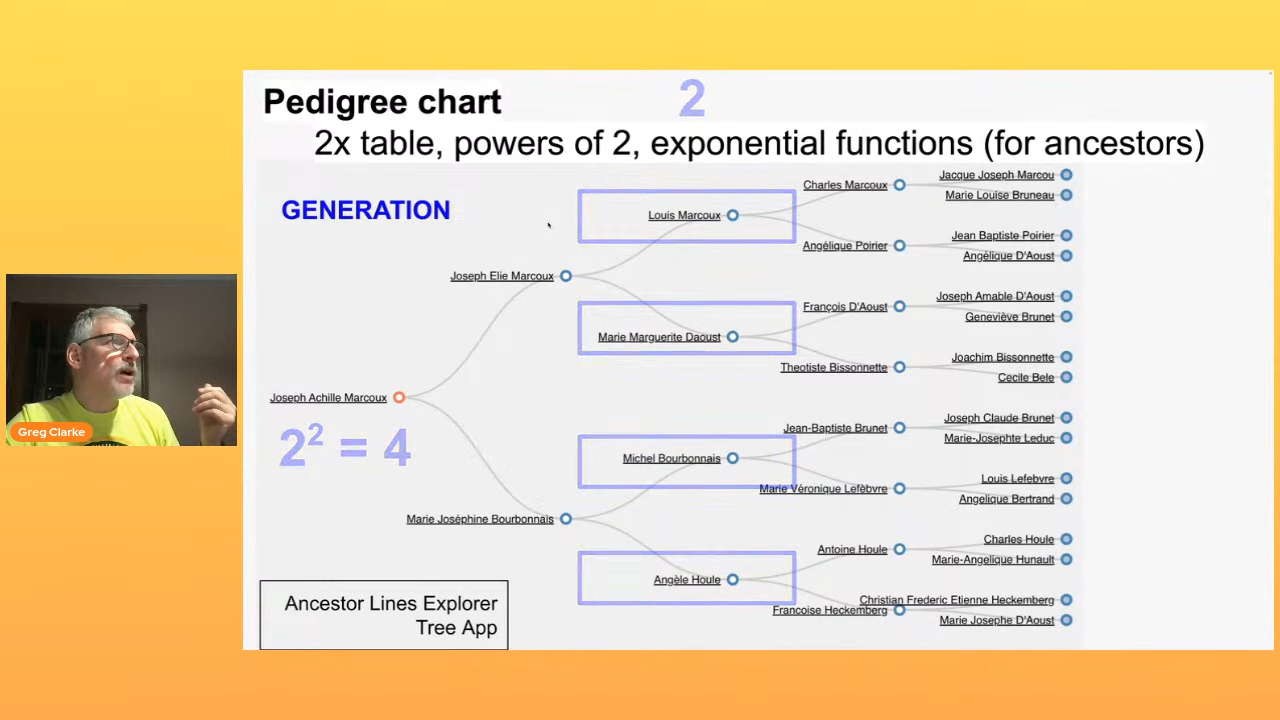 Pedigree chart
2
2x table, powers of 2, exponential functions (for ancestors)
GENERATION
Jacque Joseph Marcou
Charles Marcoux
Marie Louise Bruneau
Louis Marcoux
Jean Baptiste Poirier
Angélique Poirier
Angélique D'Aoust
Joseph Elie Marcoux
Joseph Amable D'Aoust
François D'Aoust
Geneviève Brunet
Marie Marguerite Daoust
Joachim Bissonnette
Theotiste Bissonnette
Cecile Bele
Joseph Achille Marcoux
2² = 4
Joseph Claude Brunet
Jean-Baptiste Brunet
Marie-Josephte Leduc
Michel Bourbonnais
Louis Lefebvre
Marie Véronique Lefèbvre
Angelique Bertrand
Marie Joséphine Bourbonnais
Charles Houle
Antoine Houle
Marie-Angelique Hunault
Angèle Houle
Christian Frederic Etienne Heckemberg
Francoise Heckemberg
Marie Josephe D'Aoust
Ancestor Lines Explorer
Tree App
Greg Clarke